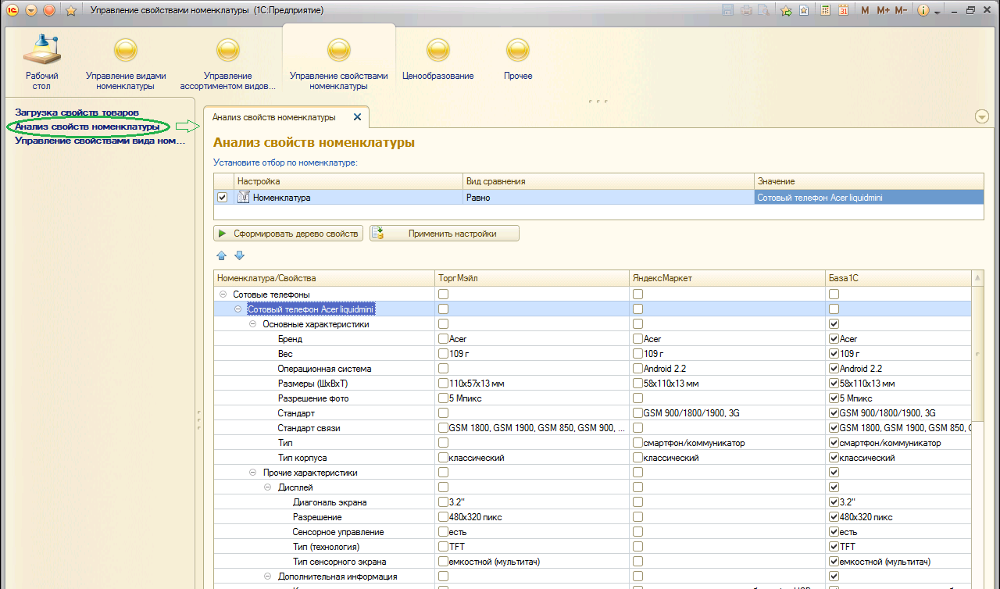 Управление свойствами номенклатуры (1С:Предприятие)
M M+ M-
Рабочий стол
Управление видами номенклатуры
Управление ассортиментом видов...
Управление свойствами номенклатуры
Ценообразование
Прочее
Загрузка свойств товаров
Анализ свойств номенклатуры
Управление свойствами вида ном...
Анализ свойств номенклатуры
Анализ свойств номенклатуры
Установите отбор по номенклатуре:
Настройка Вид сравнения Значение
Номенклатура Равно Сотовый телефон Acer liquidmini
Сформировать дерево свойств Применить настройки
Номенклатура/Свойства ТоргМэйл ЯндексМаркет База1С
Сотовые телефоны
Сотовый телефон Acer liquidmini
Основные характеристики
Бренд Acer Acer Acer
Вес 109 г 109 г 109 г
Операционная система Android 2.2 Android 2.2
Размеры (ШхВхТ) 110x57x13 мм 58x110x13 мм 58x110x13 мм
Разрешение фото 5 Мпикс 5 Мпикс
Стандарт GSM 900/1800/1900, 3G GSM 900/1800/1900, 3G
Стандарт связи GSM 1800, GSM 1900, GSM 850, GSM 900, ... GSM 1800, GSM 1900, GSM 850,
Тип смартфон/коммуникатор смартфон/коммуникатор
Тип корпуса классический классический классический
Прочие характеристики
Дисплей
Диагональ экрана 3.2" 3.2"
Разрешение 480x320 пикс 480x320 пикс
Сенсорное управление есть есть
Тип (технология) TFT TFT
Тип сенсорного экрана емкостной (мультитач) емкостной (мультитач)
Дополнительная информация